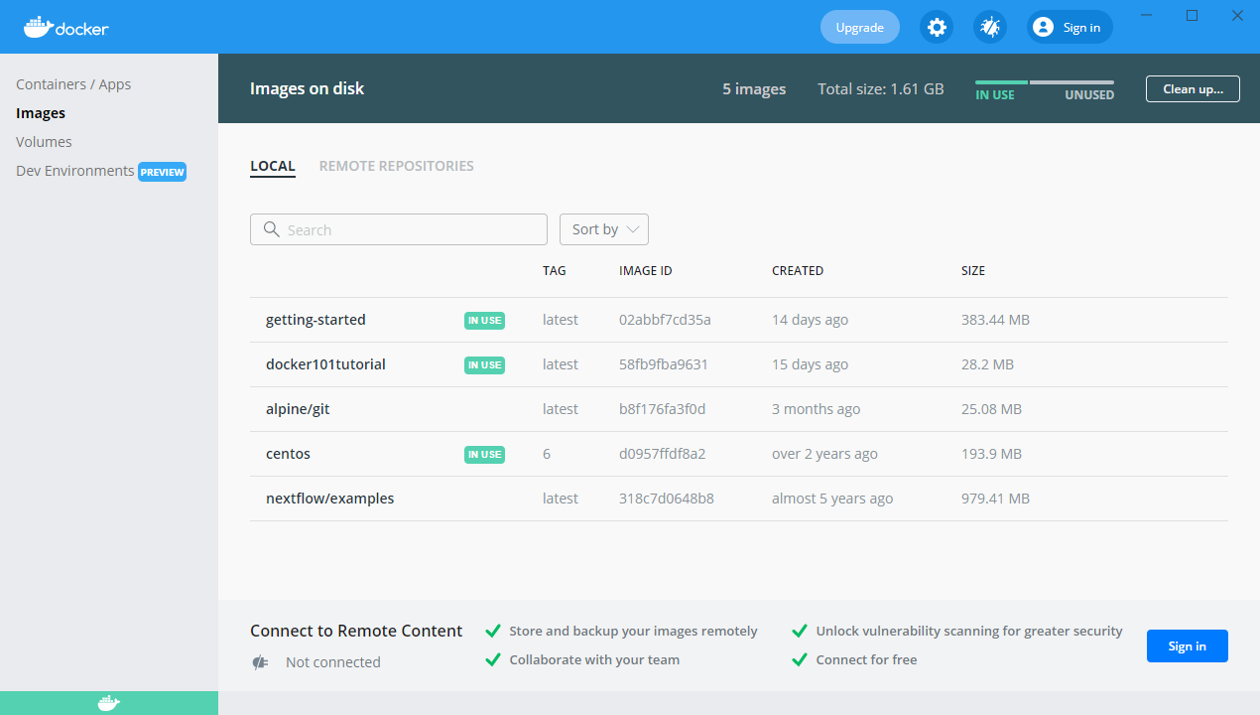 docker
Upgrade
Sign in
Containers / Apps
Images
Volumes
Dev Environments PREVIEW
Images on disk
5 images
Total size: 1.61 GB
IN USE
UNUSED
Clean up...
LOCAL
REMOTE REPOSITORIES
Search
Sort by
TAG IMAGE ID CREATED SIZE
getting-started IN USE latest 02abbf7cd35a 14 days ago 383.44 MB
docker101tutorial IN USE latest 58fb9fba9631 15 days ago 28.2 MB
alpine/git latest b8f176fa3f0d 3 months ago 25.08 MB
centos IN USE 6 d0957ffdf8a2 over 2 years ago 193.9 MB
nextflow/examples latest 318c7d0648b8 almost 5 years ago 979.41 MB
Connect to Remote Content
Not connected
Store and backup your images remotely
Collaborate with your team
Unlock vulnerability scanning for greater security
Connect for free
Sign in